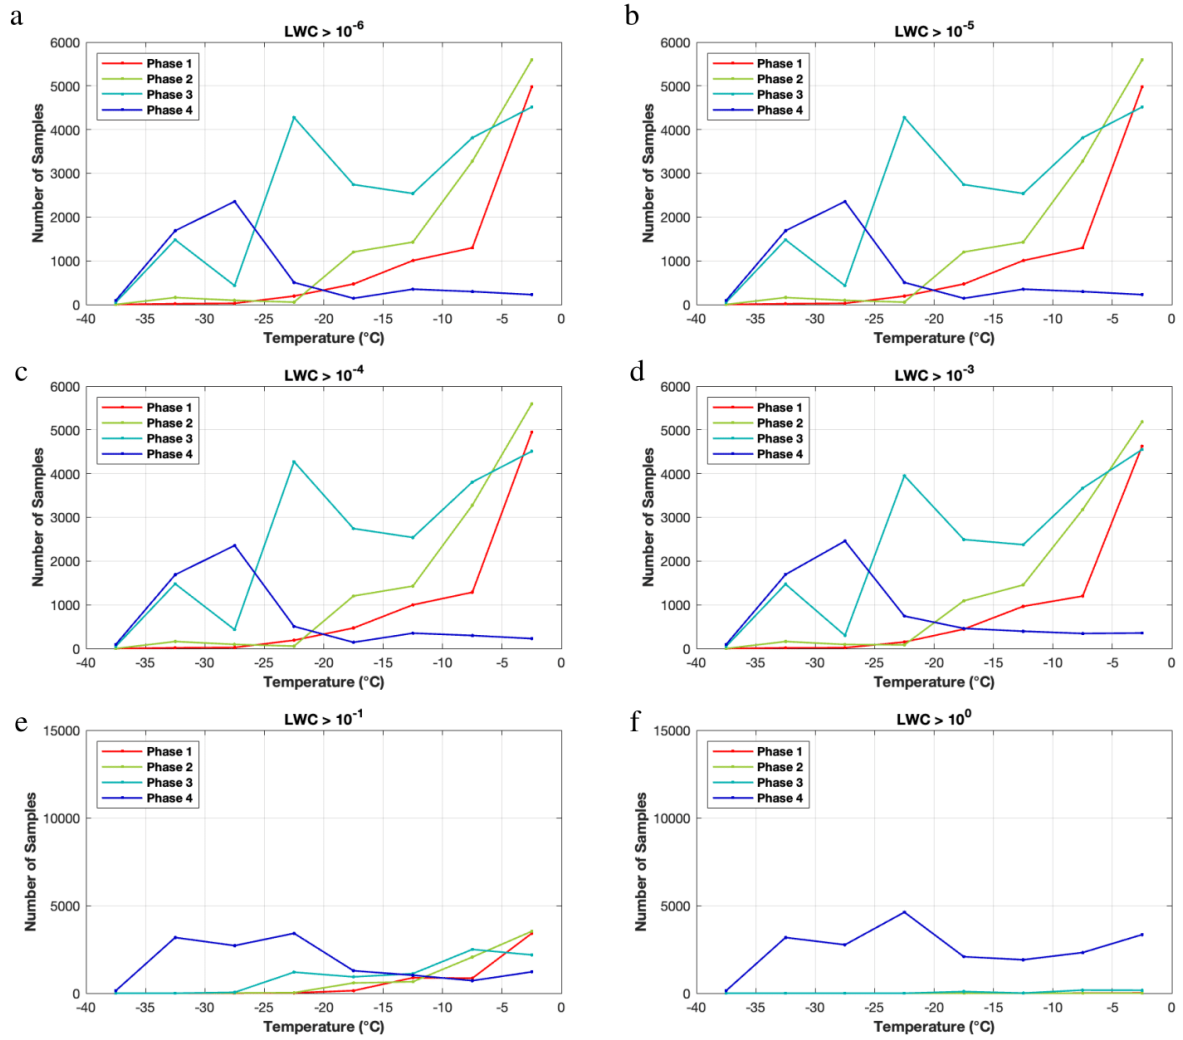 a
LWC > 10⁻⁶
6000
5000
4000
3000
2000
1000
0
Number of Samples
Phase 1
Phase 2
Phase 3
Phase 4
-40 -35 -30 -25 -20 -15 -10 -5 0
Temperature (°C)
b
LWC > 10⁻⁵
6000
5000
4000
3000
2000
1000
0
Number of Samples
Phase 1
Phase 2
Phase 3
Phase 4
-40 -35 -30 -25 -20 -15 -10 -5 0
Temperature (°C)
c
LWC > 10⁻⁴
6000
5000
4000
3000
2000
1000
0
Number of Samples
Phase 1
Phase 2
Phase 3
Phase 4
-40 -35 -30 -25 -20 -15 -10 -5 0
Temperature (°C)
d
LWC > 10⁻³
6000
5000
4000
3000
2000
1000
0
Number of Samples
Phase 1
Phase 2
Phase 3
Phase 4
-40 -35 -30 -25 -20 -15 -10 -5 0
Temperature (°C)
e
LWC > 10⁻¹
15000
10000
5000
0
Number of Samples
Phase 1
Phase 2
Phase 3
Phase 4
-40 -35 -30 -25 -20 -15 -10 -5 0
Temperature (°C)
f
LWC > 10⁰
15000
10000
5000
0
Number of Samples
Phase 1
Phase 2
Phase 3
Phase 4
-40 -35 -30 -25 -20 -15 -10 -5 0
Temperature (°C)